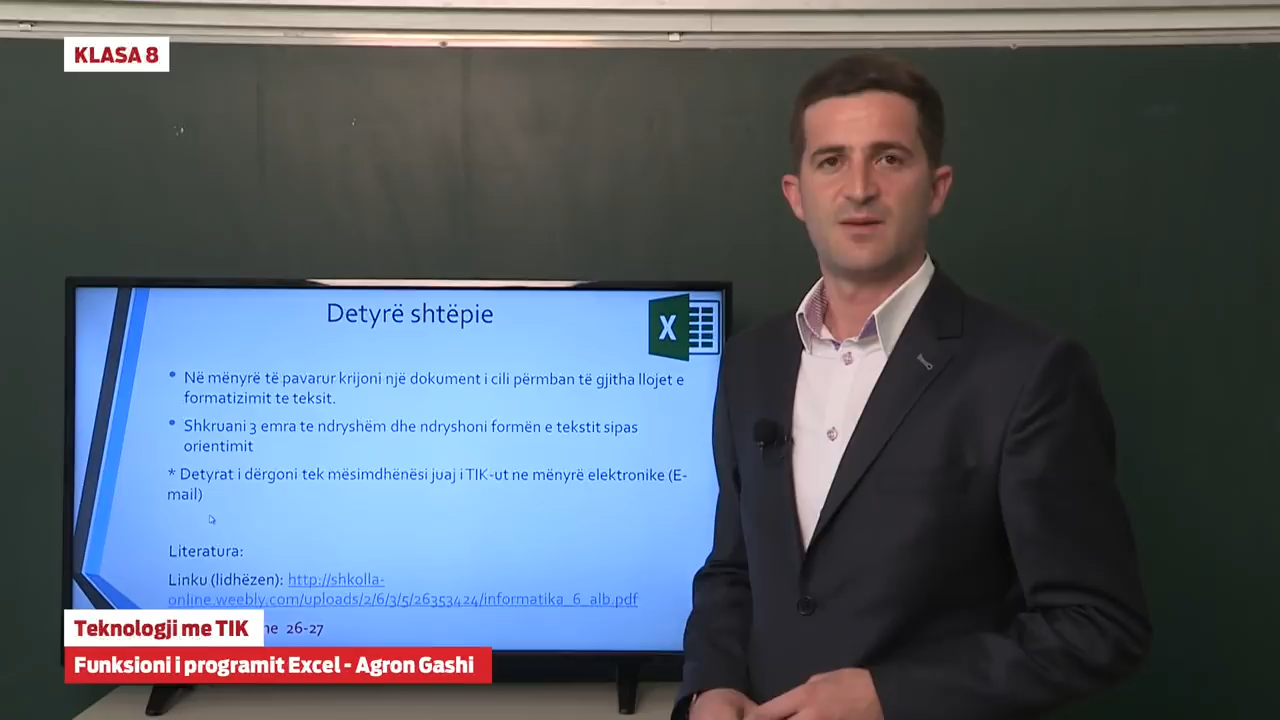 KLASA 8
Detyrë shtëpie
X
• Në mënyrë të pavarur krijoni një dokument i cili përmban të gjitha llojet e
formatizimit te teksit.
• Shkruani 3 emra te ndryshëm dhe ndryshoni formën e tekstit sipas
orientimit
* Detyrat i dërgoni tek mësimdhënësi juaj i TIK-ut ne mënyrë elektronike (E-
mail)
Literatura:
Linku (lidhëzen): http://shkolla-
online.weebly.com/uploads/2/6/3/5/26353424/informatika_6_alb.pdf
26-27
Teknologji me TIK
Funksioni i programit Excel - Agron Gashi